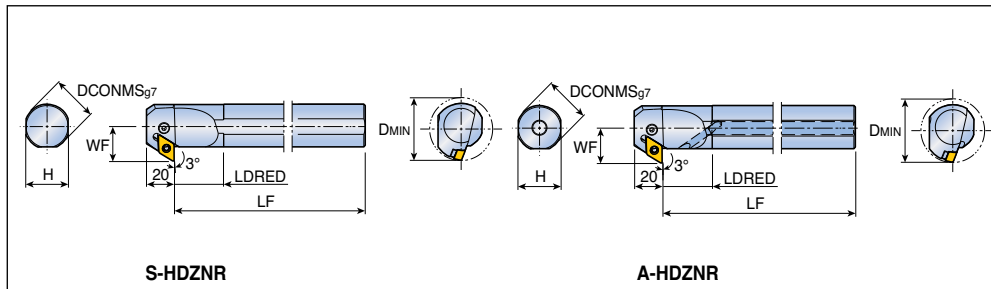 DCONMSg7
WF
H
20
3°
LDRED
LF
DMIN
S-HDZNR
DCONMSg7
WF
H
20
3°
LDRED
LF
DMIN
A-HDZNR